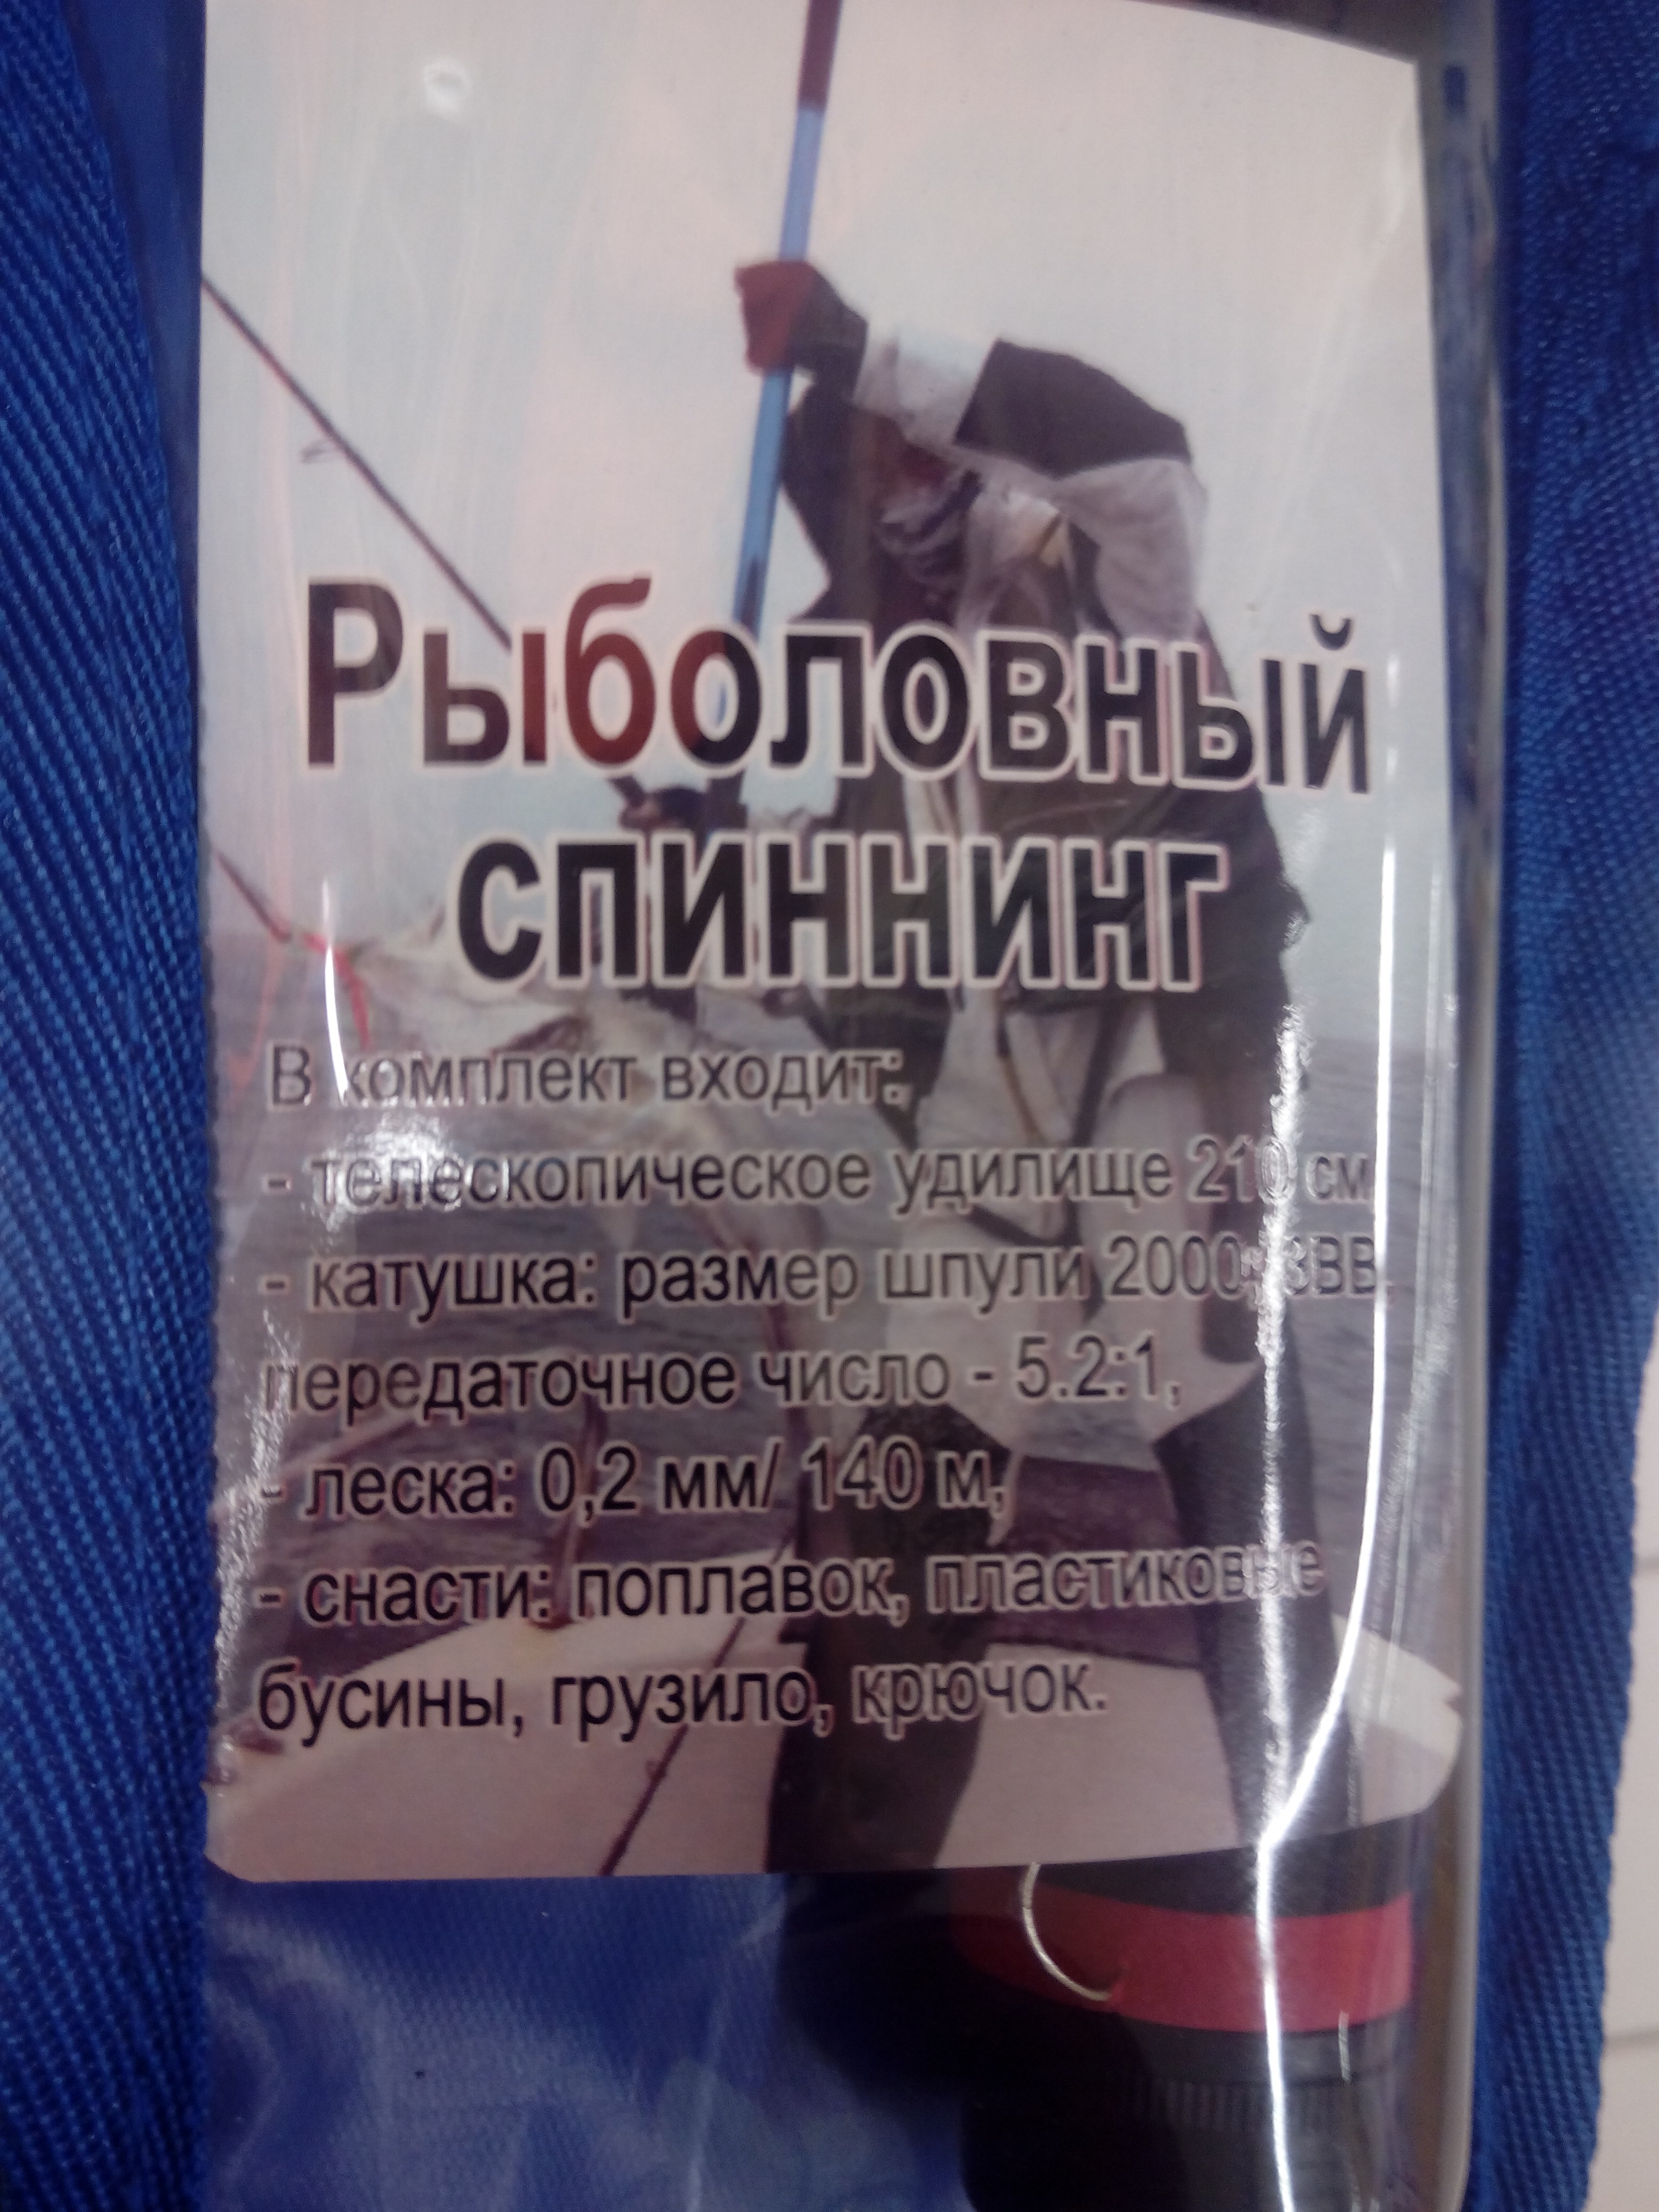 Рыболовный
спиннинг
В комплект входит:
- телескопическое удилище 210 см,
- катушка: размер шпули 2000; 3BB,
передаточное число - 5.2:1,
- леска: 0,2 мм/ 140 м,
- снасти: поплавок, пластиковые
бусины, грузило, крючок.